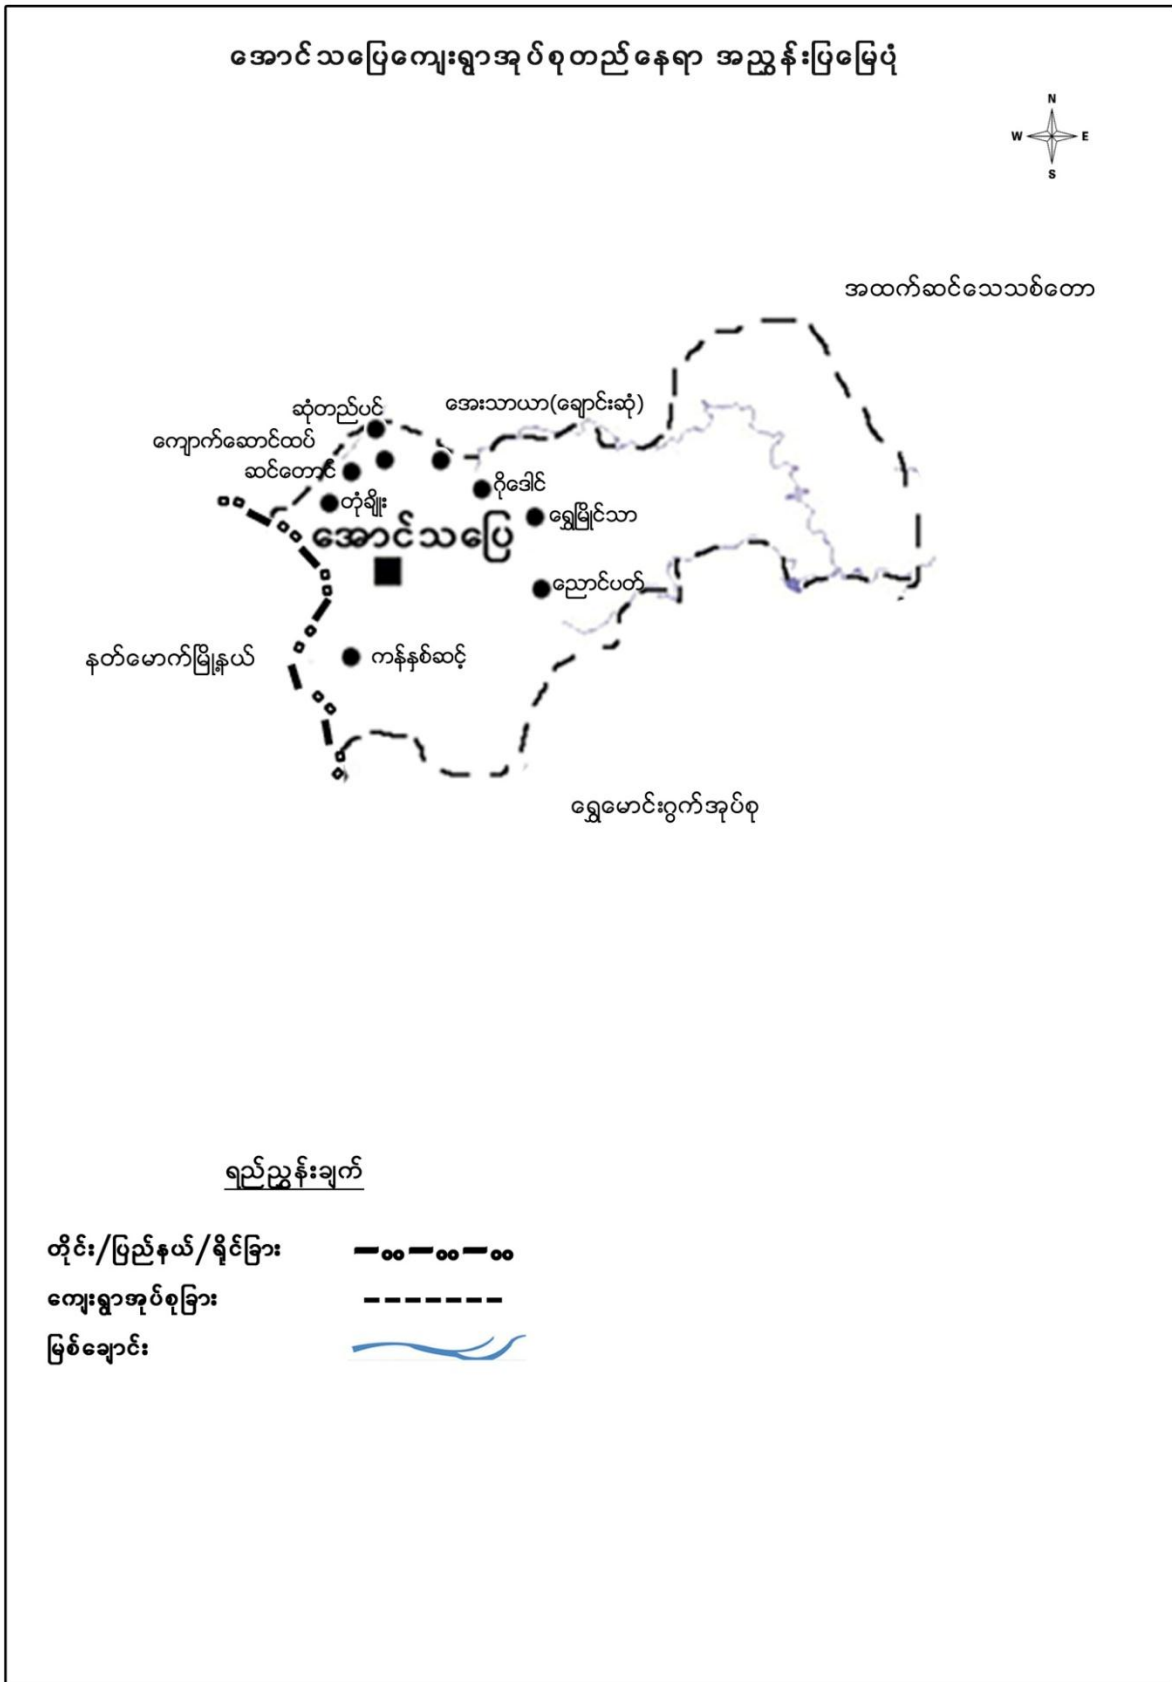 အောင်သပြေကျေးရွာအုပ်စုတည်နေရာ အညွှန်းပြမြေပုံ
N
W E
S
အထက်ဆင်သေသစ်တော
ဆုံတည်ပင်
အေးသာယာ(ချောင်းဆုံ)
ကျောက်ဆောင်ထပ်
ဆင်တောင်
ဂိုဒေါင်
တုံချိုး
ရွှေမြိုင်သာ
အောင်သပြေ
ညောင်ပတ်
နတ်မောက်မြို့နယ်
ကန်နှစ်ဆင့်
ရွှေမောင်းဂွက်အုပ်စု
ရည်ညွှန်းချက်
တိုင်း/ပြည်နယ်/ရိုင်ခြား
ကျေးရွာအုပ်စုခြား
မြစ်ချောင်း